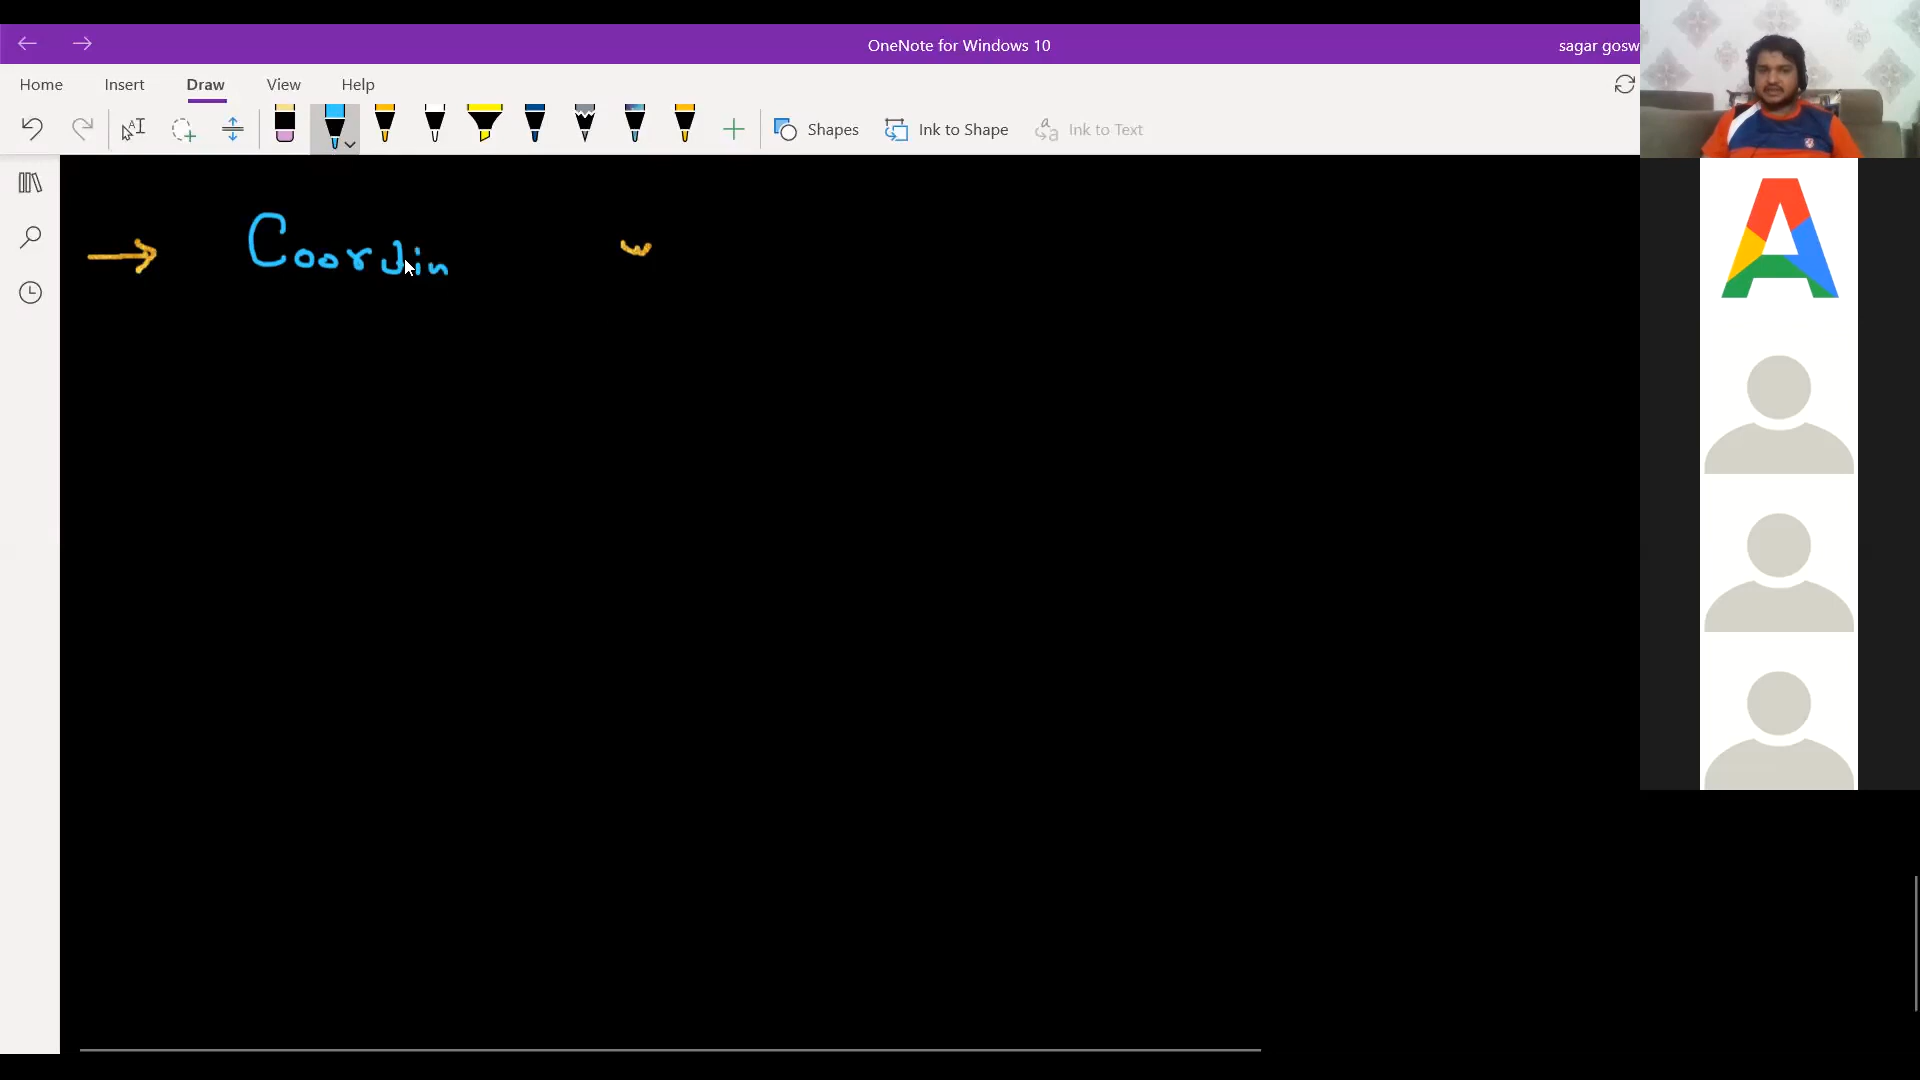 OneNote for Windows 10
sagar gosw
Home Insert Draw View Help
Shapes Ink to Shape Ink to Text
→ Coordin